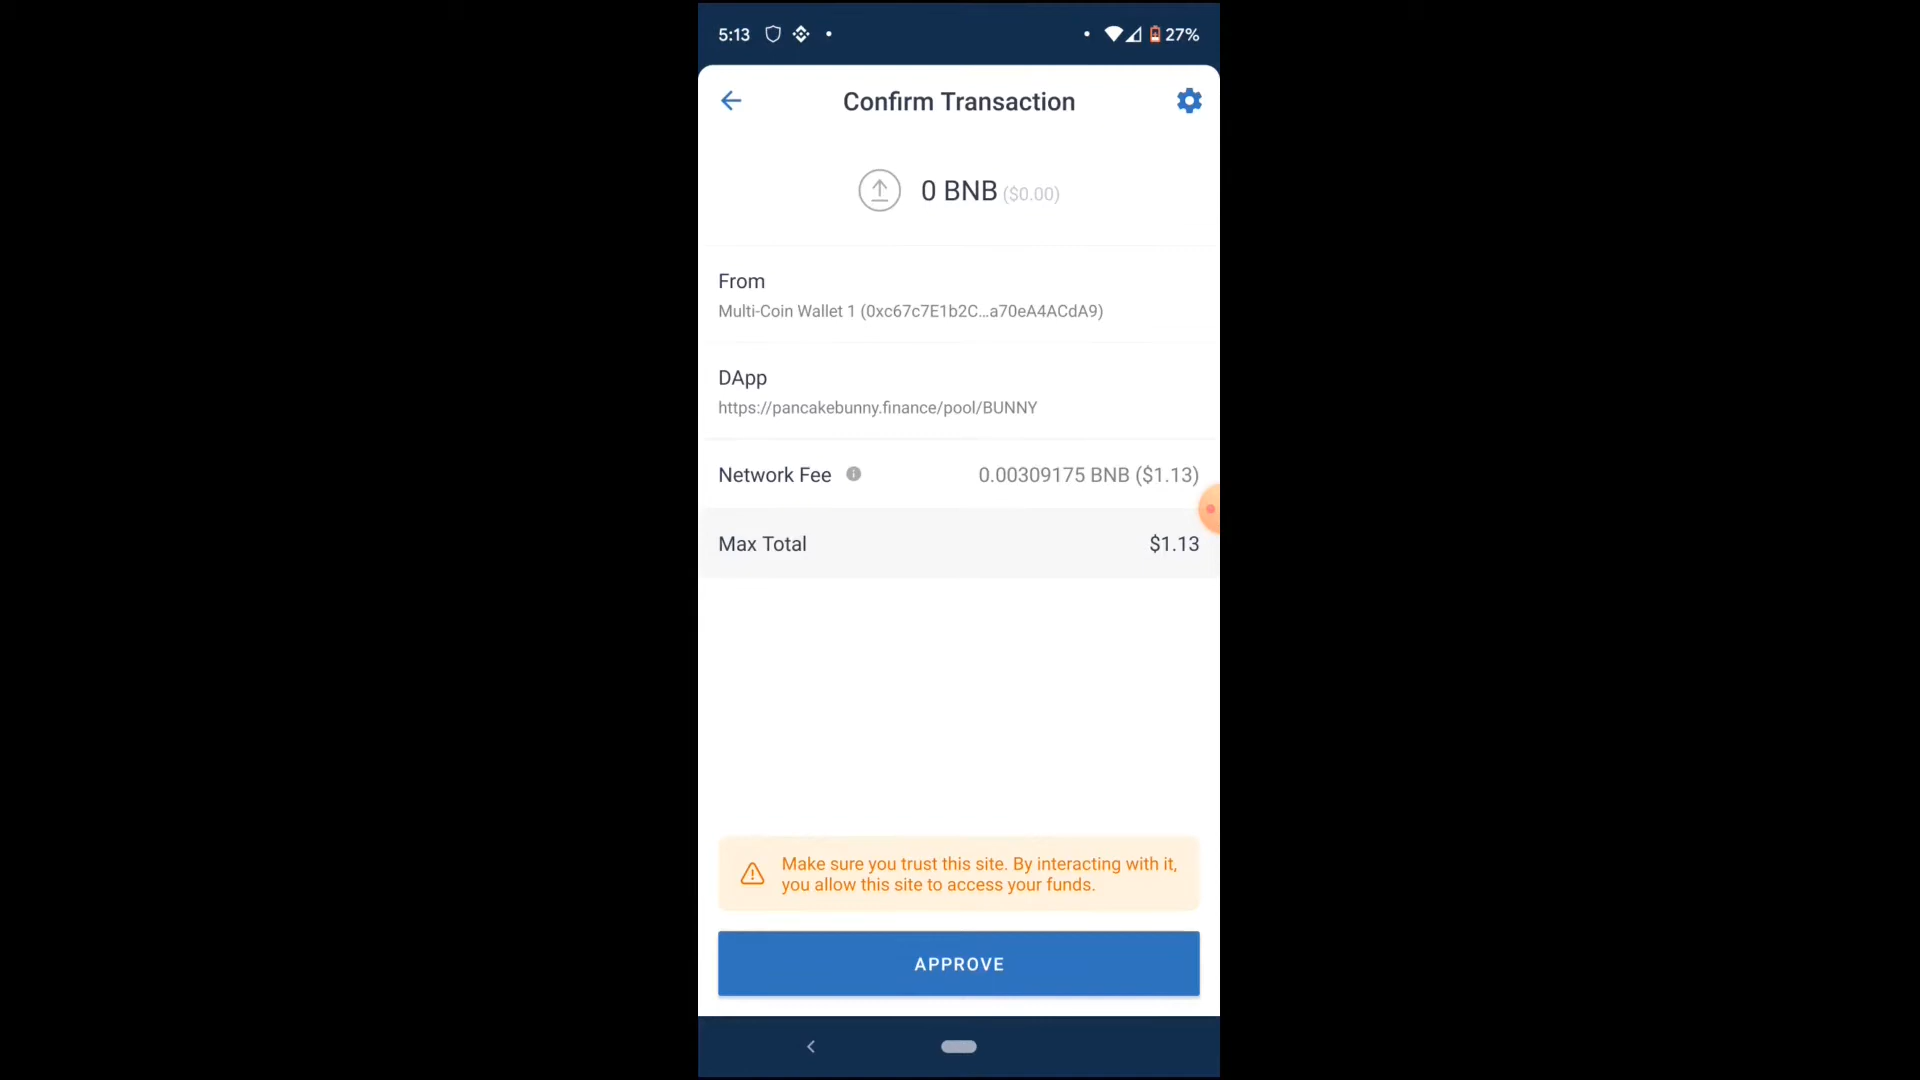 5:13
27%
Confirm Transaction
0 BNB ($0.00)
From
Multi-Coin Wallet 1 (0xc67c7E1b2C...a70eA4ACdA9)
DApp
https://pancakebunny.finance/pool/BUNNY
Network Fee 0.00309175 BNB ($1.13)
Max Total $1.13
Make sure you trust this site. By interacting with it,
you allow this site to access your funds.
APPROVE